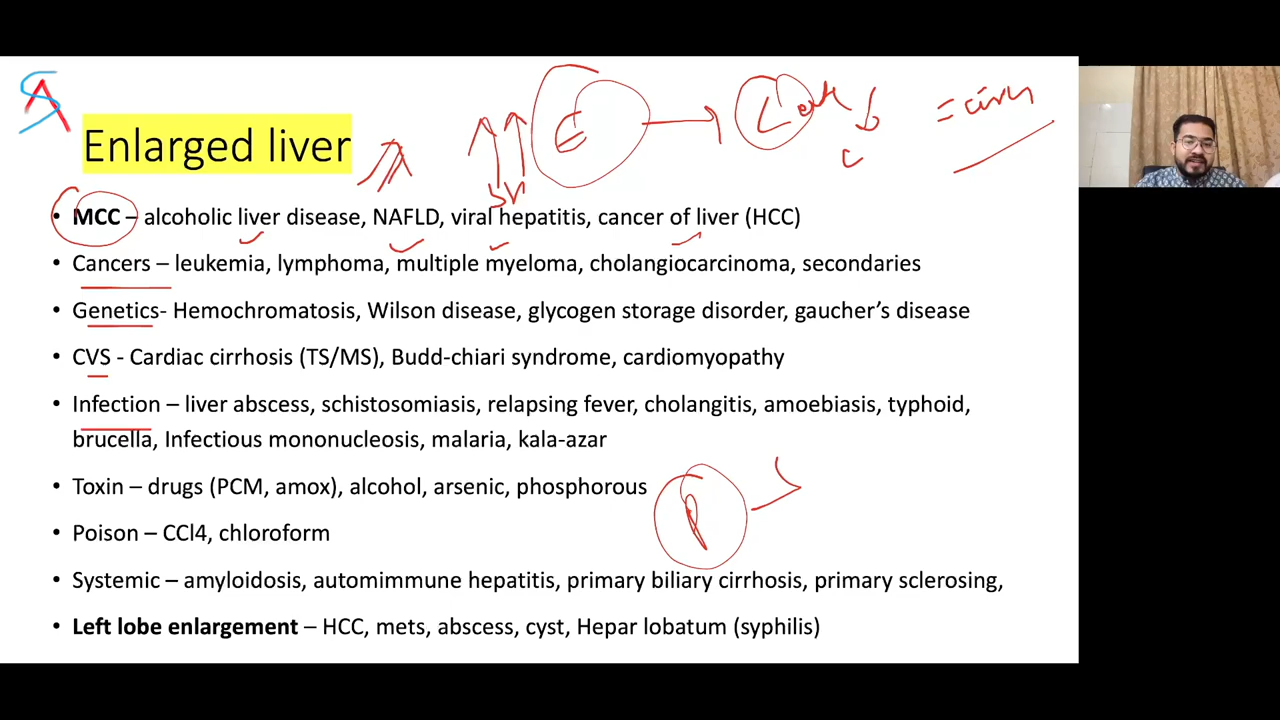 SA
Enlarged liver
E → Late ↓
• MCC – alcoholic liver disease, NAFLD, viral hepatitis, cancer of liver (HCC)
• Cancers – leukemia, lymphoma, multiple myeloma, cholangiocarcinoma, secondaries
• Genetics- Hemochromatosis, Wilson disease, glycogen storage disorder, gaucher’s disease
• CVS - Cardiac cirrhosis (TS/MS), Budd-chiari syndrome, cardiomyopathy
• Infection – liver abscess, schistosomiasis, relapsing fever, cholangitis, amoebiasis, typhoid,
brucella, Infectious mononucleosis, malaria, kala-azar
• Toxin – drugs (PCM, amox), alcohol, arsenic, phosphorous
• Poison – CCl4, chloroform
• Systemic – amyloidosis, automimmune hepatitis, primary biliary cirrhosis, primary sclerosing,
• Left lobe enlargement – HCC, mets, abscess, cyst, Hepar lobatum (syphilis)